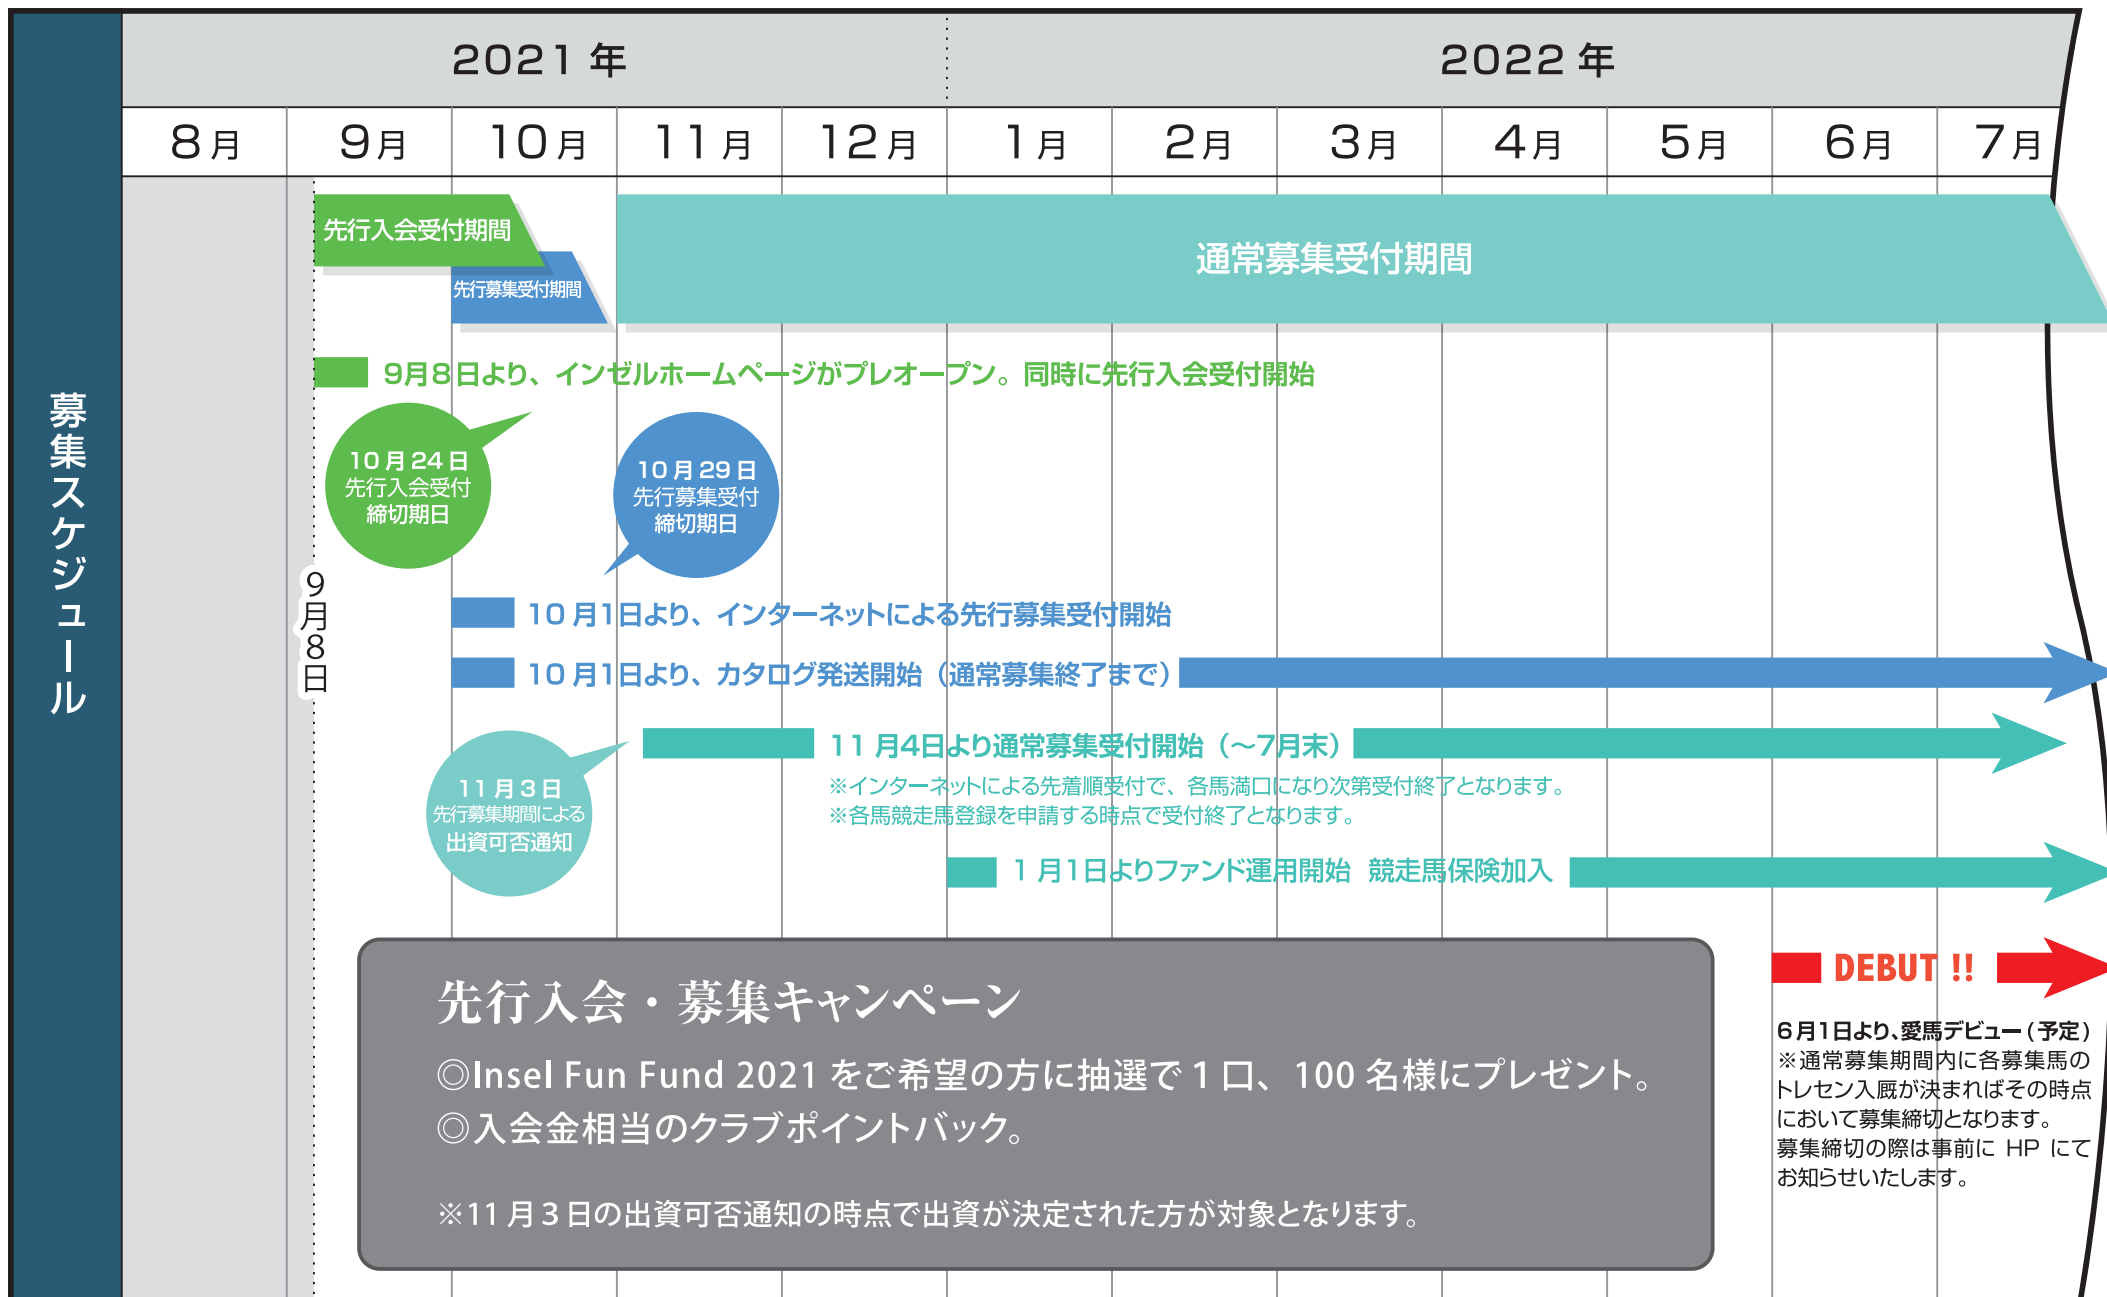 募集スケジュール
2021年
2022年
8月
9月
10月
11月
12月
1月
2月
3月
4月
5月
6月
7月
先行入会受付期間
先行募集受付期間
通常募集受付期間
9月8日より、インゼルホームページがプレオープン。同時に先行入会受付開始
10月24日
先行入会受付
締切期日
10月29日
先行募集受付
締切期日
9月8日
10月1日より、インターネットによる先行募集受付開始
10月1日より、カタログ発送開始（通常募集終了まで）
11月4日より通常募集受付開始（～7月末）
※インターネットによる先着順受付で、各馬満口になり次第受付終了となります。
※各馬競走馬登録を申請する時点で受付終了となります。
11月3日
先行募集期間による
出資可否通知
1月1日よりファンド運用開始 競走馬保険加入
先行入会・募集キャンペーン
◎Insel Fun Fund 2021 をご希望の方に抽選で1口、100名様にプレゼント。
◎入会金相当のクラブポイントバック。
※11月3日の出資可否通知の時点で出資が決定された方が対象となります。
DEBUT !!
6月1日より、愛馬デビュー(予定)
※通常募集期間内に各募集馬の
トレセン入厩が決まればその時点
において募集締切となります。
募集締切の際は事前に HP にて
お知らせいたします。